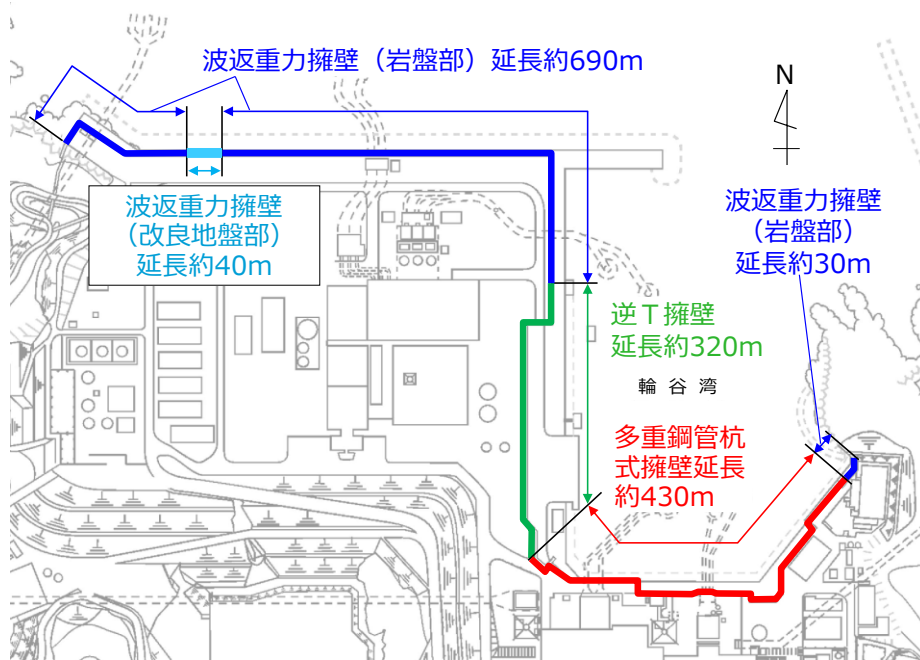 波返重力擁壁（岩盤部）延長約690m
N
波返重力擁壁
（改良地盤部）
延長約40m
波返重力擁壁
（岩盤部）
延長約30m
逆Ｔ擁壁
延長約320m
輪谷湾
多重鋼管杭
式擁壁延長
約430m